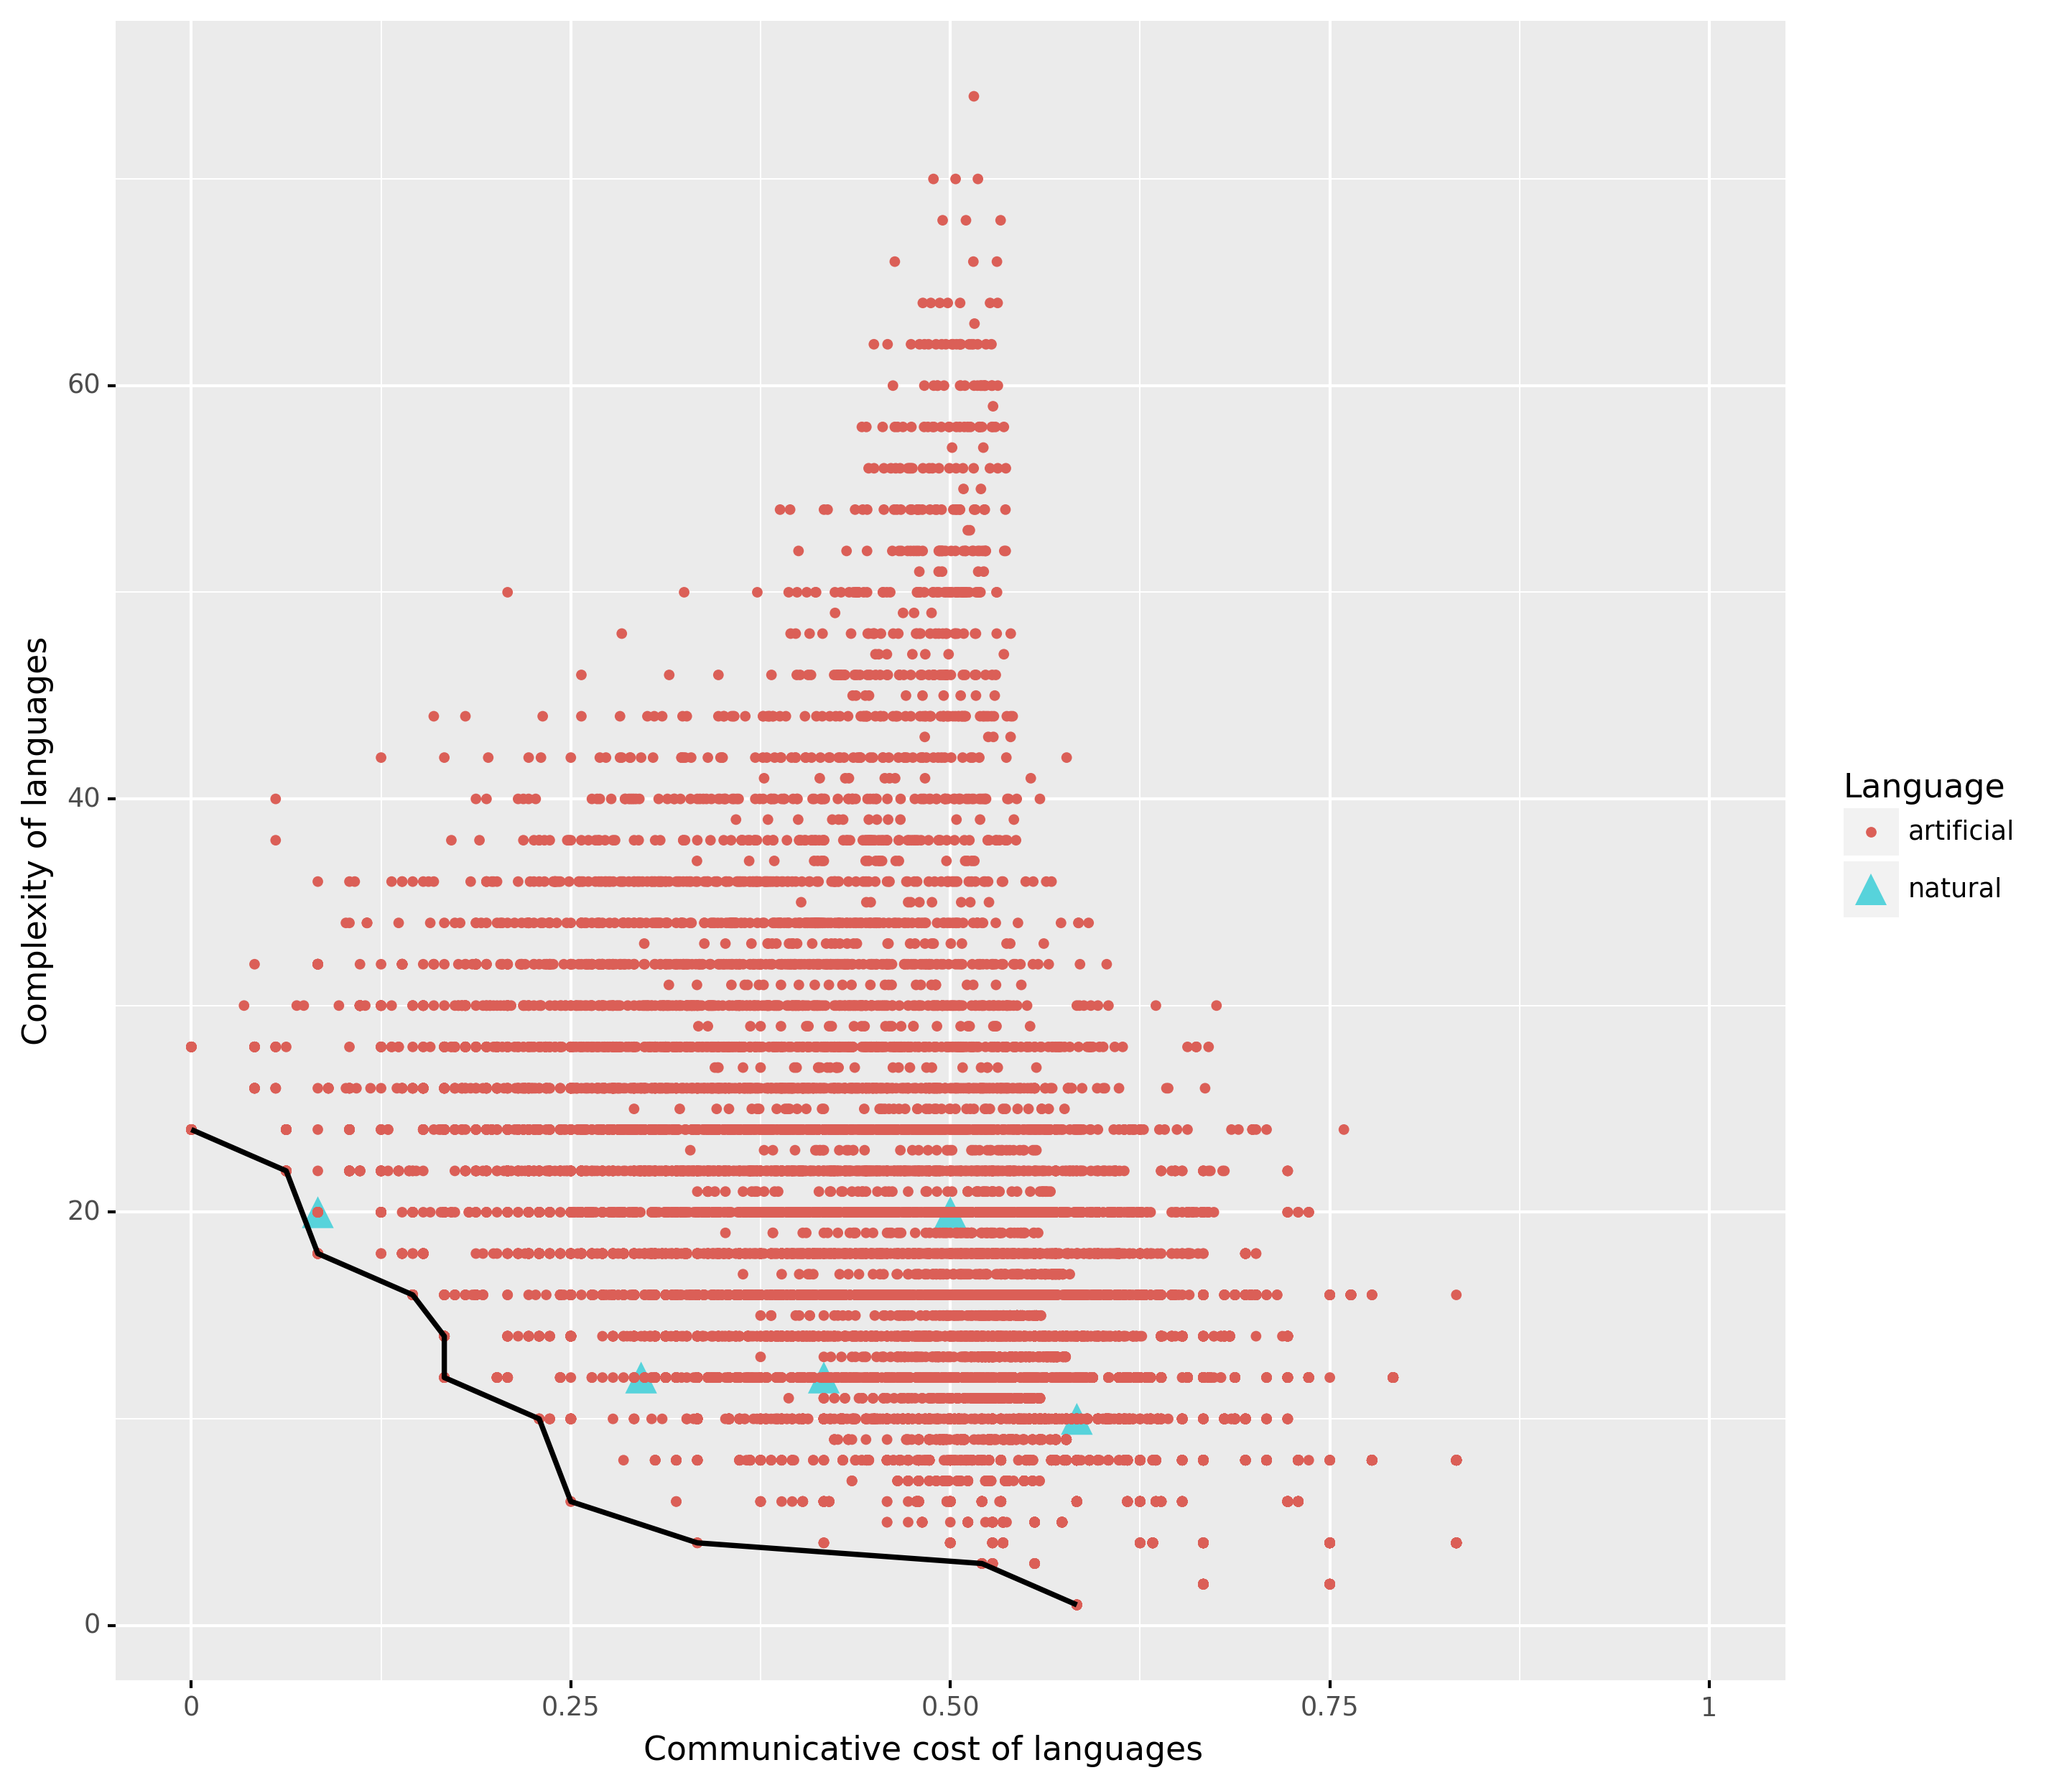 60
40
20
0
0
0.25
0.50
0.75
1
Communicative cost of languages
Complexity of languages
Language
artificial
natural